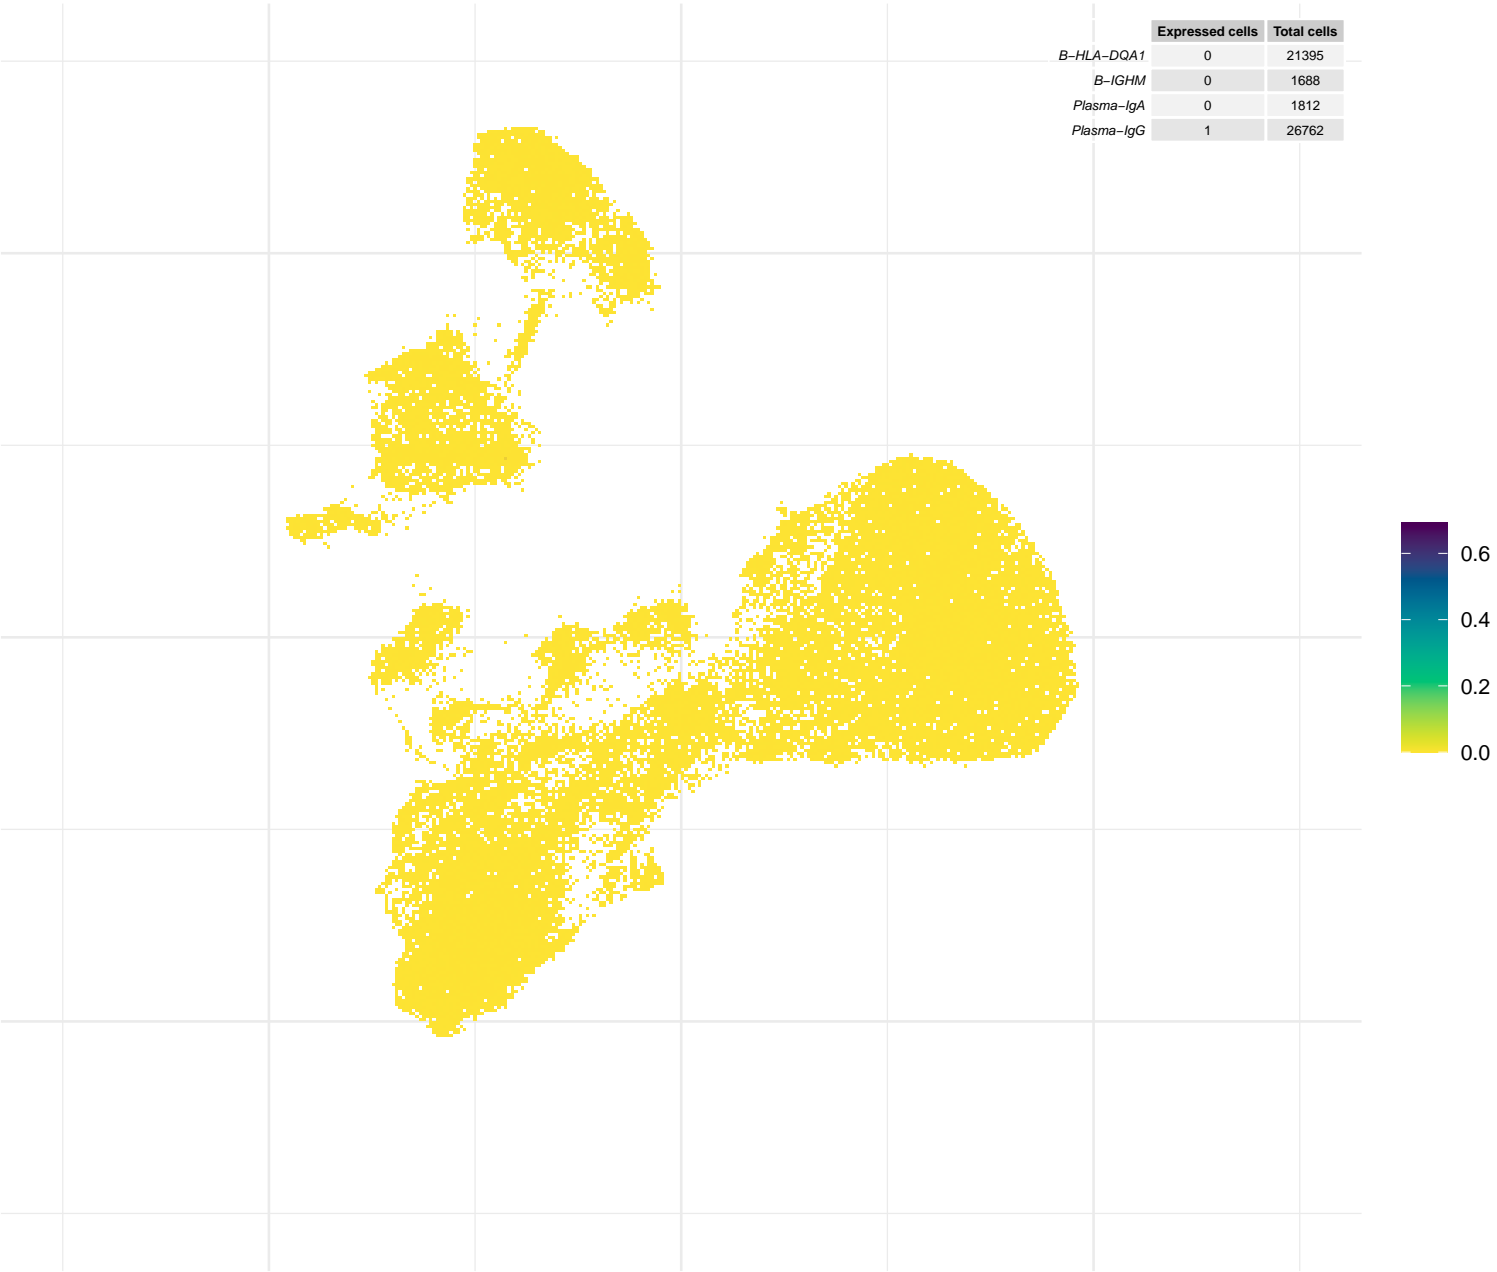 Expressed cells Total cells
B−HLA−DQA1 0 21395
B−IGHM 0 1688
Plasma−IgA 0 1812
Plasma−IgG 1 26762
0.6
0.4
0.2
0.0